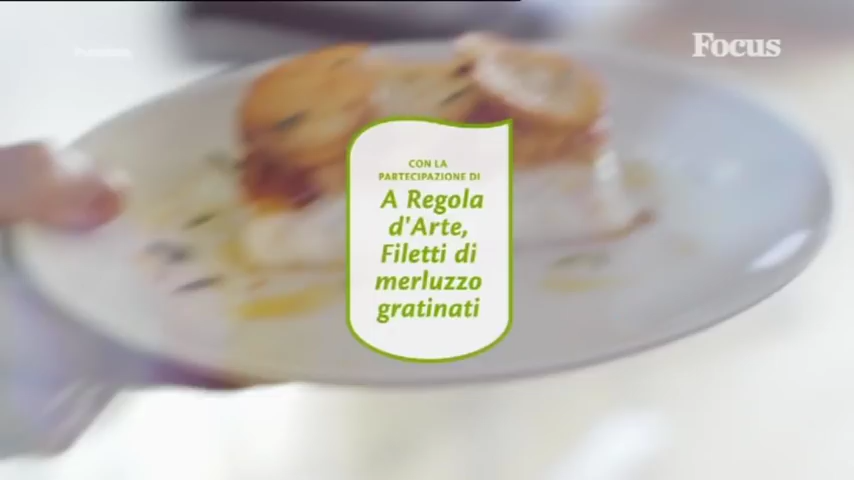 Focus
CON LA
PARTECIPAZIONE DI
A Regola
d'Arte,
Filetti di
merluzzo
gratinati